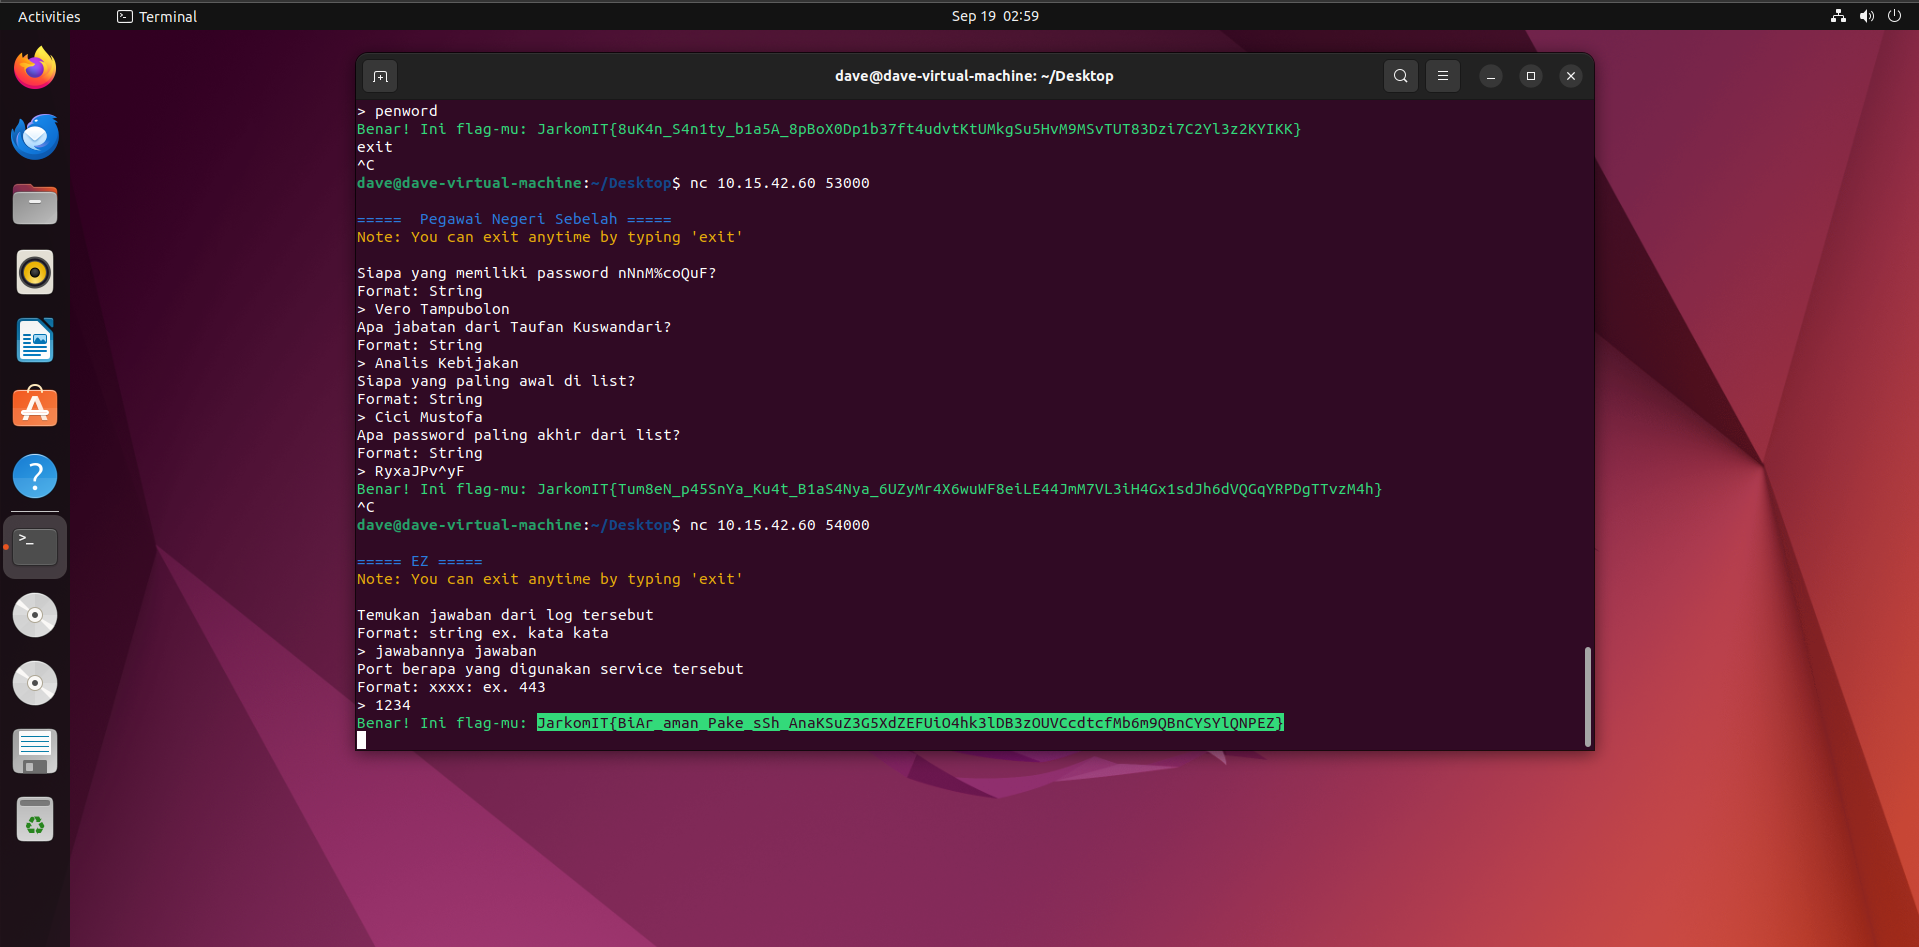 Activities Terminal Sep 19 02:59
dave@dave-virtual-machine: ~/Desktop
> penword
Benar! Ini flag-mu: JarkomIT{8uK4n_S4n1ty_b1a5A_8pBoX0Dp1b37ft4udvtKtUMkgSu5HvM9MSvTUT83Dzi7C2Yl3z2KYIKK}
exit
^C
dave@dave-virtual-machine:~/Desktop$ nc 10.15.42.60 53000
===== Pegawai Negeri Sebelah =====
Note: You can exit anytime by typing 'exit'
Siapa yang memiliki password nNnM%coQuF?
Format: String
> Vero Tampubolon
Apa jabatan dari Taufan Kuswandari?
Format: String
> Analis Kebijakan
Siapa yang paling awal di list?
Format: String
> Cici Mustofa
Apa password paling akhir dari list?
Format: String
> RyxaJPv^yF
Benar! Ini flag-mu: JarkomIT{Tum8eN_p45SnYa_Ku4t_B1aS4Nya_6UZyMr4X6wuWF8eiLE44JmM7VL3iH4Gx1sdJh6dVQGqYRPDgTTvzM4h}
^C
dave@dave-virtual-machine:~/Desktop$ nc 10.15.42.60 54000
===== EZ =====
Note: You can exit anytime by typing 'exit'
Temukan jawaban dari log tersebut
Format: string ex. kata kata
> jawabannya jawaban
Port berapa yang digunakan service tersebut
Format: xxxx: ex. 443
> 1234
Benar! Ini flag-mu: JarkomIT{BiAr_aman_Pake_sSh_AnaKSuZ3G5XdZEFUiO4hk3lDB3zOUVCcdtcfMb6m9QBnCYSYlQNPEZ}